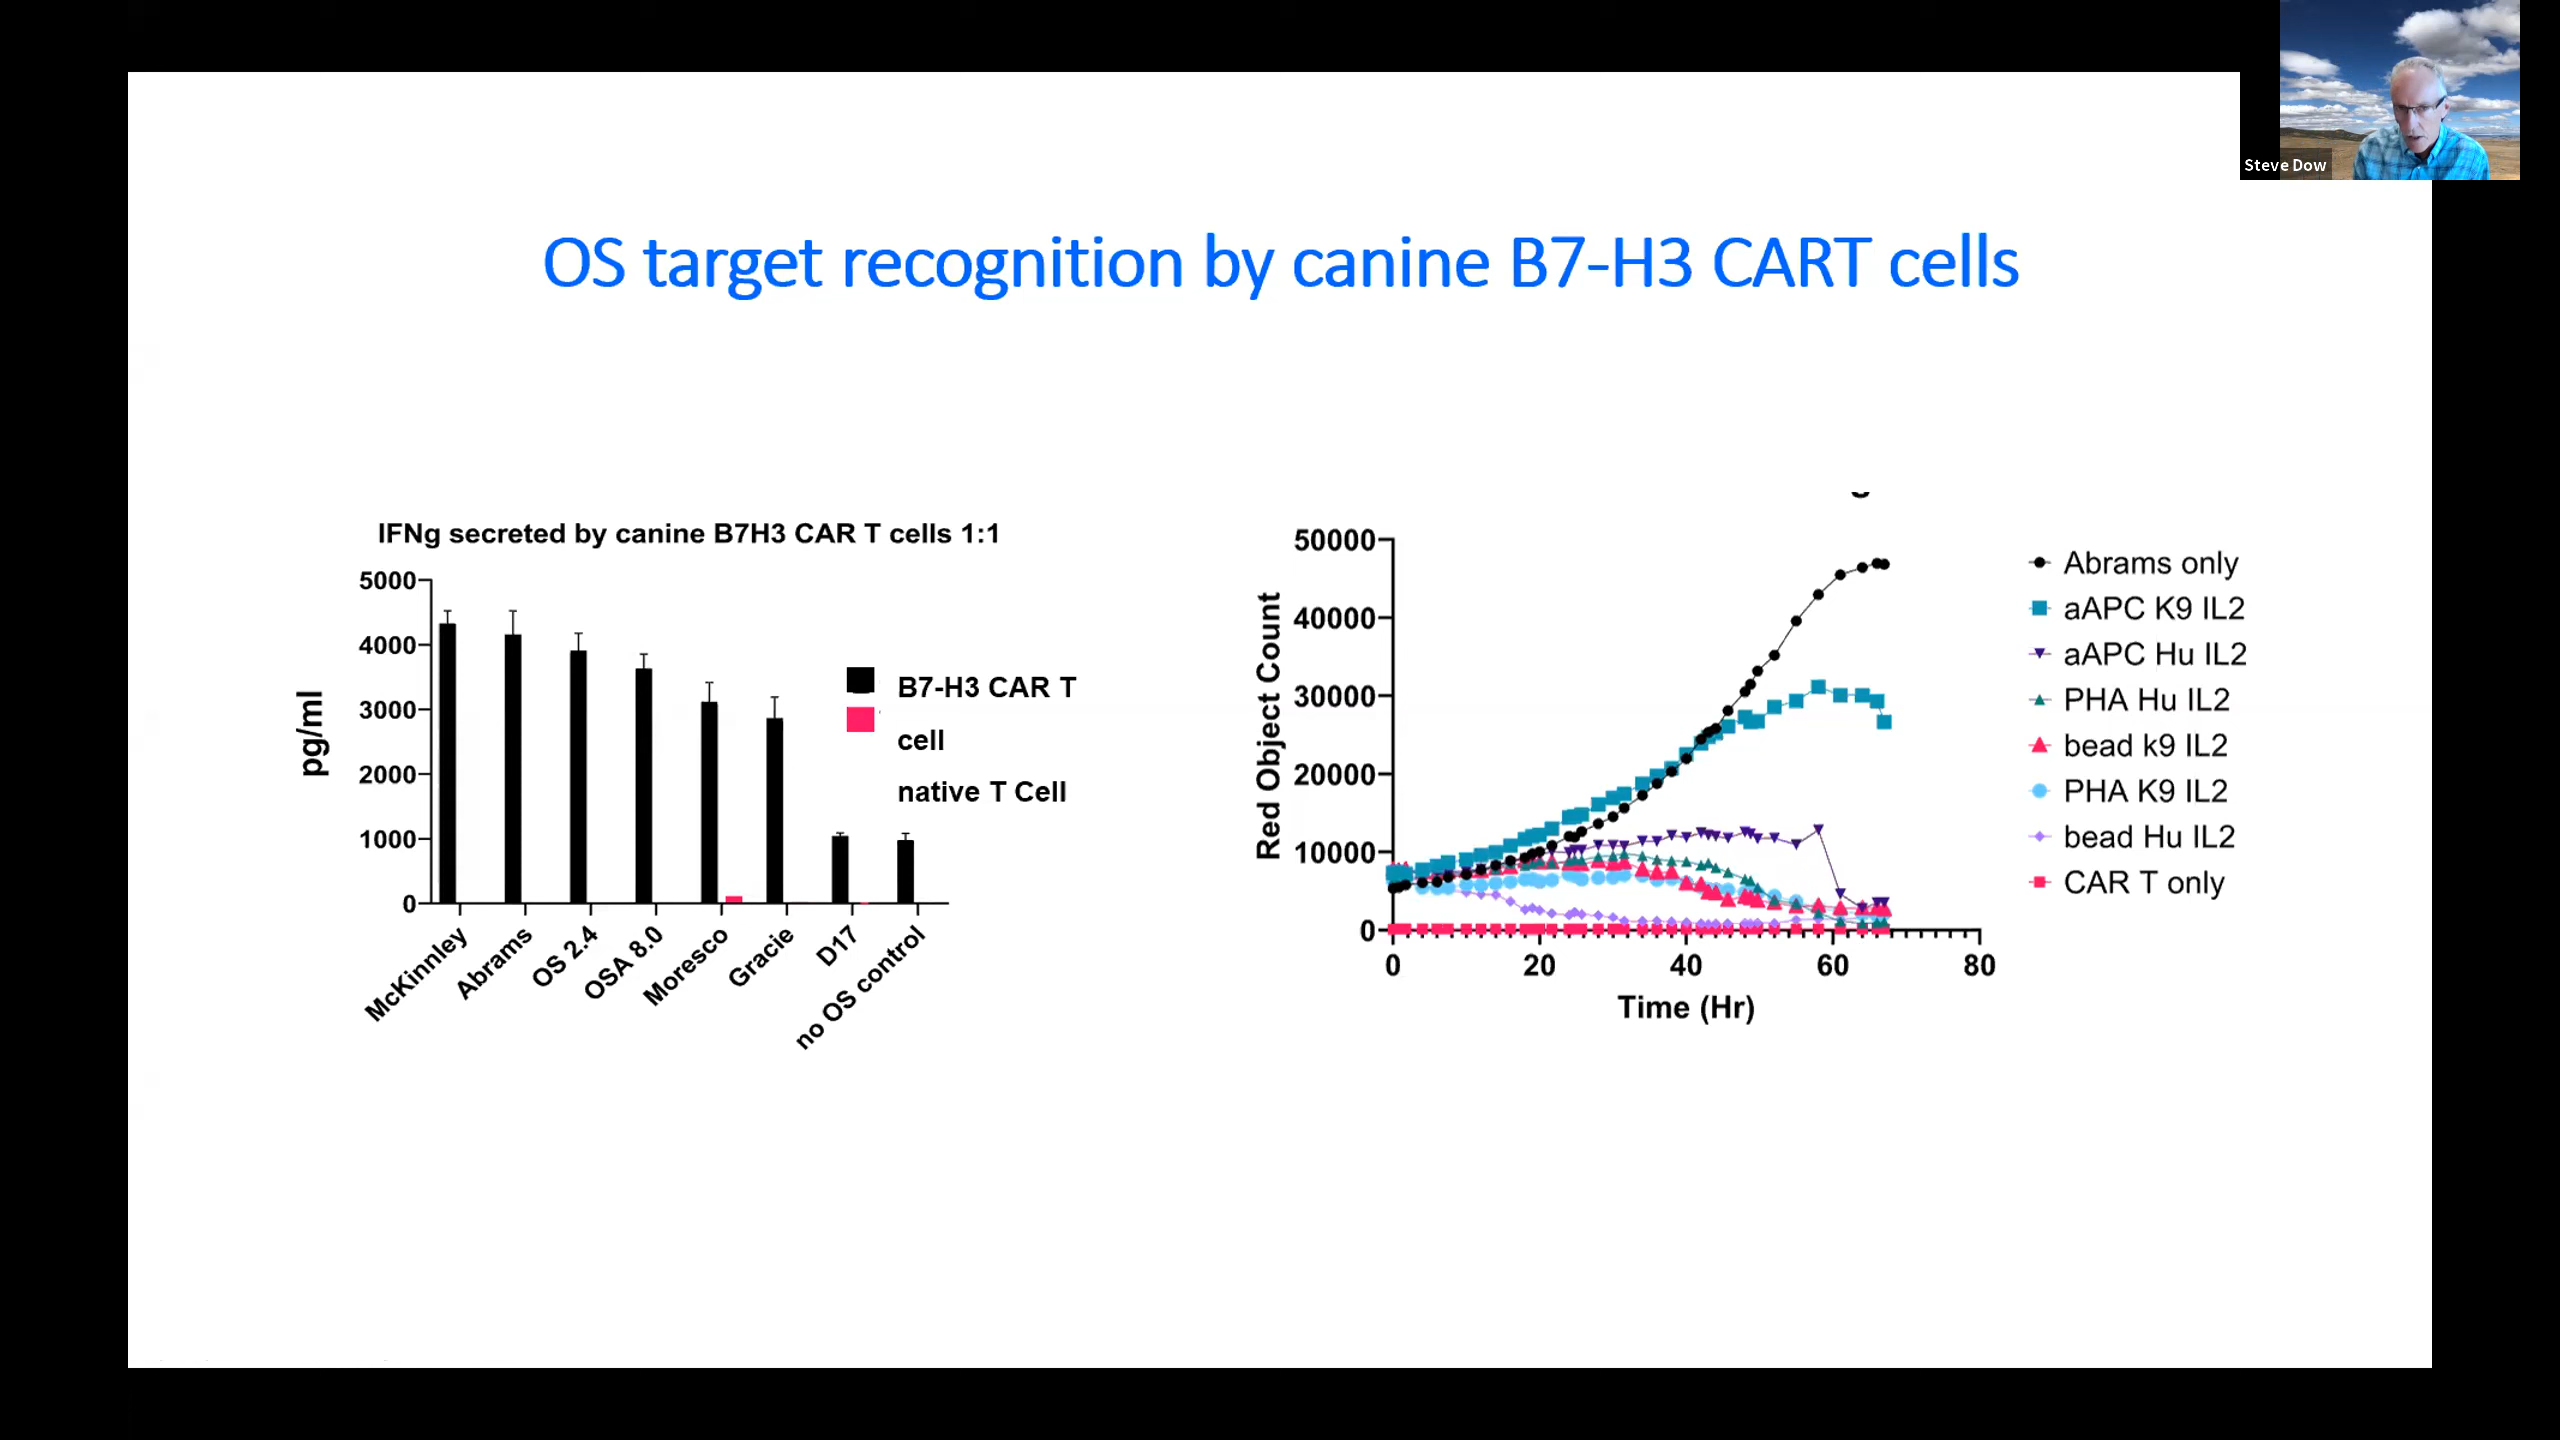 Steve Dow
OS target recognition by canine B7-H3 CART cells
IFNg secreted by canine B7H3 CAR T cells 1:1
pg/ml
5000
4000
3000
2000
1000
0
McKinnley
Abrams
OS 2.4
OSA 8.0
Moresco
Gracie
D17
no OS control
B7-H3 CAR T
cell
native T Cell
Red Object Count
50000
40000
30000
20000
10000
0
0 20 40 60 80
Time (Hr)
Abrams only
aAPC K9 IL2
aAPC Hu IL2
PHA Hu IL2
bead k9 IL2
PHA K9 IL2
bead Hu IL2
CAR T only